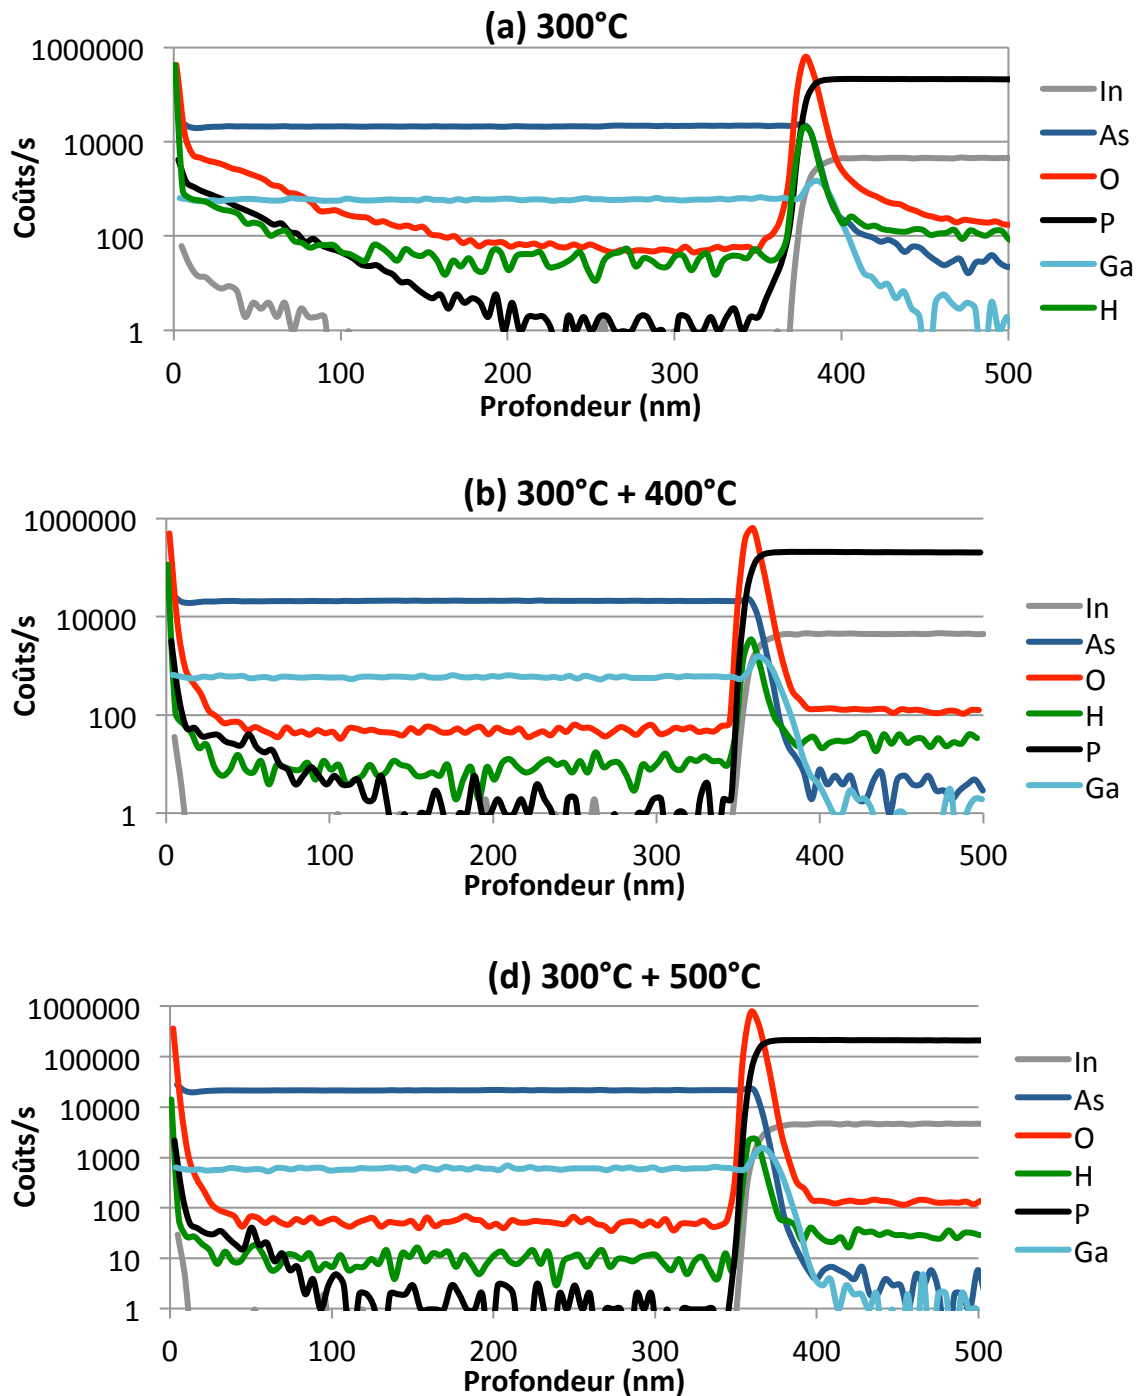 (a) 300°C
1000000
10000
100
1
Coûts/s
0 100 200 300 400 500
Profondeur (nm)
In
As
O
P
Ga
H
(b) 300°C + 400°C
1000000
10000
100
1
Coûts/s
0 100 200 300 400 500
Profondeur (nm)
In
As
O
H
P
Ga
(d) 300°C + 500°C
1000000
100000
10000
1000
100
10
1
Coûts/s
0 100 200 300 400 500
Profondeur (nm)
In
As
O
H
P
Ga